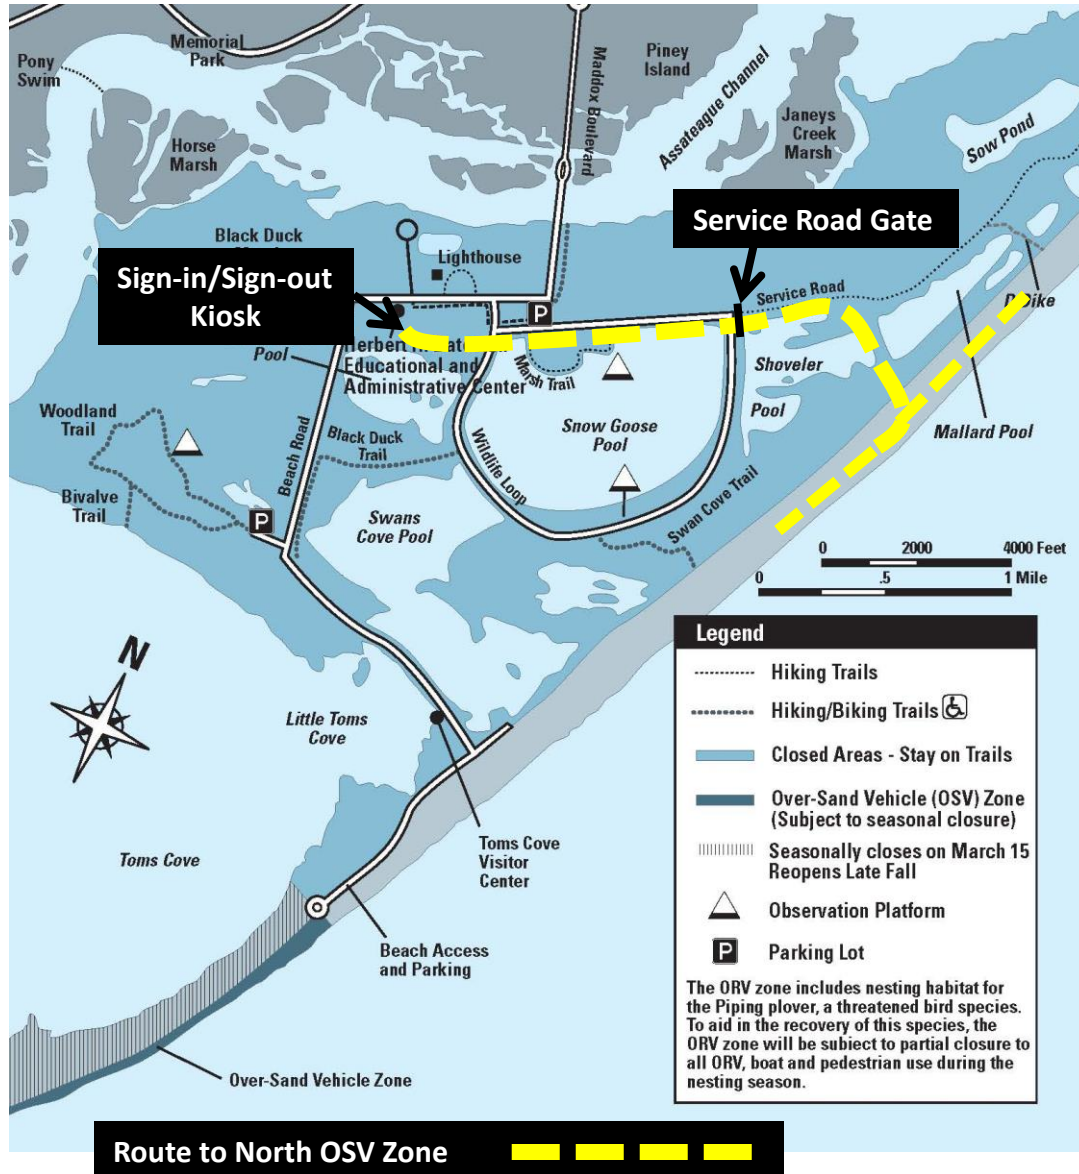 Pony
Swim
Memorial
Park
Horse
Marsh
Maddox Boulevard
Piney
Island
Assateague Channel
Janeys
Creek
Marsh
Sow Pond
Service Road Gate
Black Duck
Lighthouse
Sign-in/Sign-out
Kiosk
P
Service Road
Dike
Pool
Educational and
Administrative Center
Marsh Trail
Shoveler
Pool
Mallard Pool
Woodland
Trail
Bivalve
Trail
P
Beach Road
Black Duck
Trail
Wildlife Loop
Snow Goose
Pool
Swans
Cove Pool
Swan Cove Trail
0 2000 4000 Feet
0 .5 1 Mile
N
Little Toms
Cove
Toms Cove
Toms Cove
Visitor
Center
Beach Access
and Parking
Over-Sand Vehicle Zone
Legend
Hiking Trails
Hiking/Biking Trails
Closed Areas - Stay on Trails
Over-Sand Vehicle (OSV) Zone
(Subject to seasonal closure)
Seasonally closes on March 15
Reopens Late Fall
Observation Platform
P Parking Lot
The ORV zone includes nesting habitat for
the Piping plover, a threatened bird species.
To aid in the recovery of this species, the
ORV zone will be subject to partial closure to
all ORV, boat and pedestrian use during the
nesting season.
Route to North OSV Zone